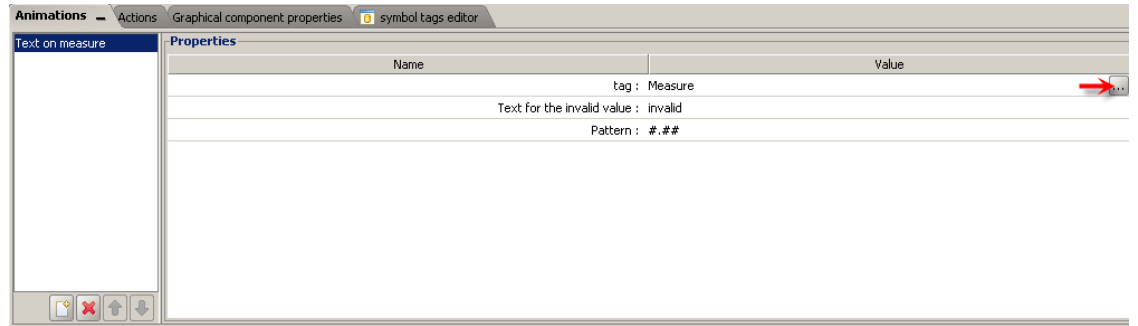 Animations Actions Graphical component properties symbol tags editor
Text on measure
Properties
Name Value
tag : Measure ...
Text for the invalid value : invalid
Pattern : #.##